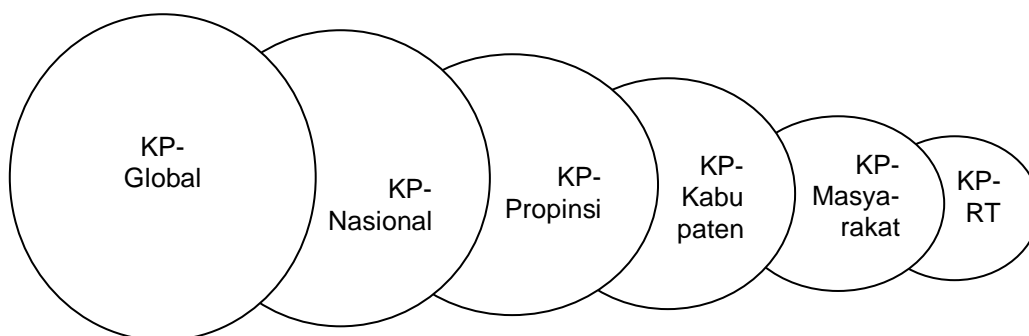 KP-
Global
KP-
Nasional
KP-
Propinsi
KP-
Kabu
paten
KP-
Masya-
rakat
KP-
RT